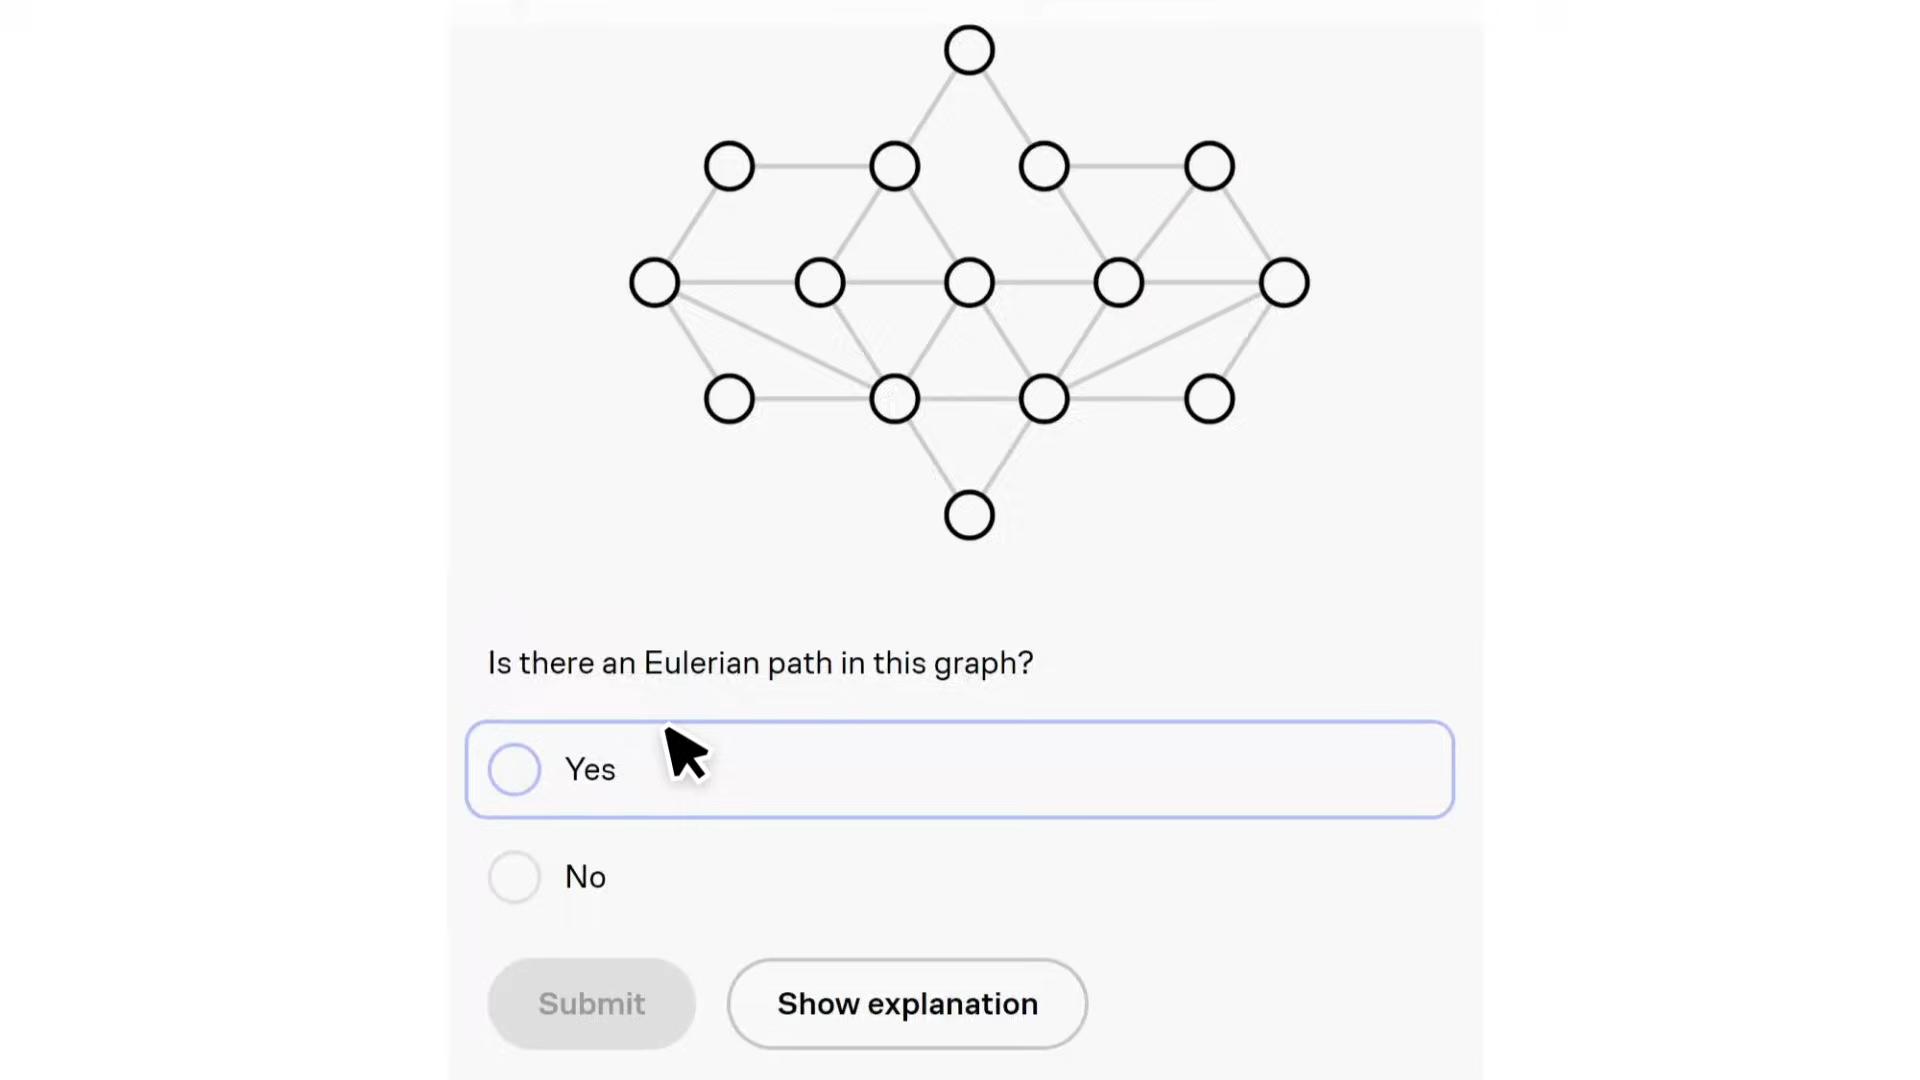 Is there an Eulerian path in this graph?
Yes
No
Submit
Show explanation